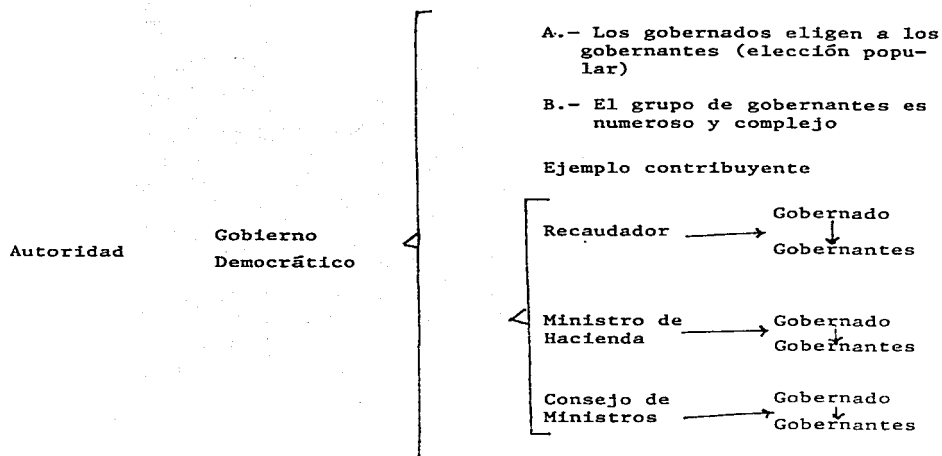 A.- Los gobernados eligen a los
gobernantes (elección popu-
lar)
B.- El grupo de gobernantes es
numeroso y complejo
Ejemplo contribuyente
Autoridad
Gobierno
Democrático
Recaudador
Gobernado
Gobernantes
Ministro de
Hacienda
Gobernado
Gobernantes
Consejo de
Ministros
Gobernado
Gobernantes